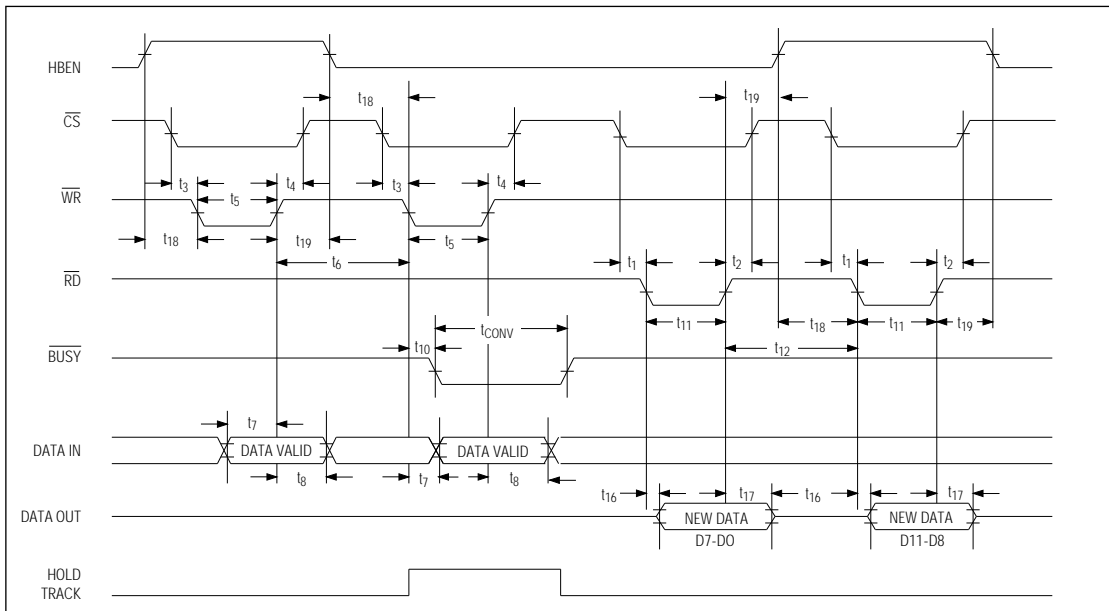 HBEN
t18
t19
CS
t3
t4
t3
t4
WR
t5
t18
t19
t5
t6
t1
t2
t1
t2
RD
t11
t18
t11
t19
tCONV
t10
t12
BUSY
t7
DATA IN
DATA VALID
DATA VALID
t8
t7
t8
t16
t17
t16
t17
DATA OUT
NEW DATA
NEW DATA
D7-D0
D11-D8
HOLD
TRACK